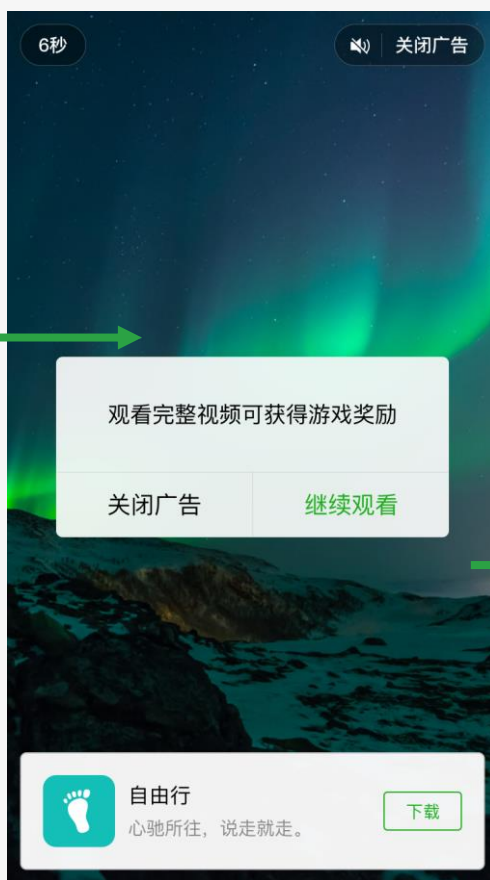 6秒
关闭广告
观看完整视频可获得游戏奖励
关闭广告
继续观看
自由行
心驰所往，说走就走。
下载